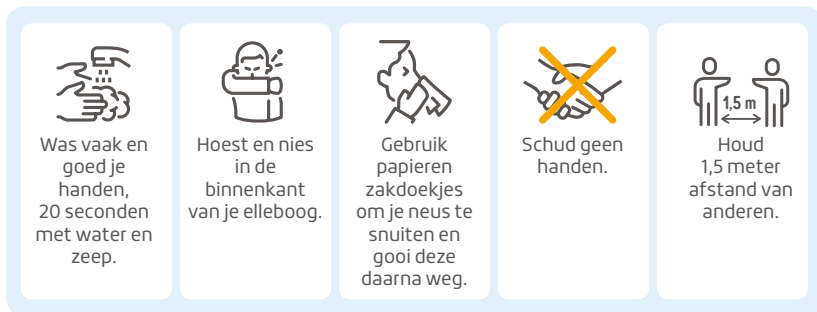 Was vaak en
goed je
handen,
20 seconden
met water en
zeep.
Hoest en nies
in de
binnenkant
van je elleboog.
Gebruik
papieren
zakdoekjes
om je neus te
snuiten en
gooi deze
daarna weg.
Schud geen
handen.
1,5 m
Houd
1,5 meter
afstand van
anderen.